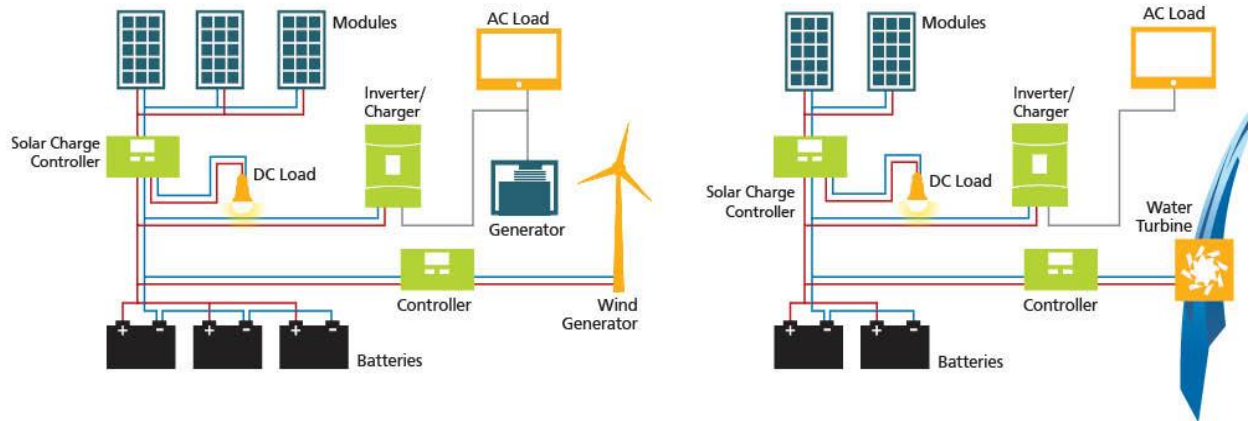 Modules
AC Load
Inverter/
Charger
Solar Charge
Controller
DC Load
Generator
Controller
Wind
Generator
+ - + - + -
Batteries
Modules
AC Load
Inverter/
Charger
Solar Charge
Controller
DC Load
Water
Turbine
Controller
+ - + -
Batteries